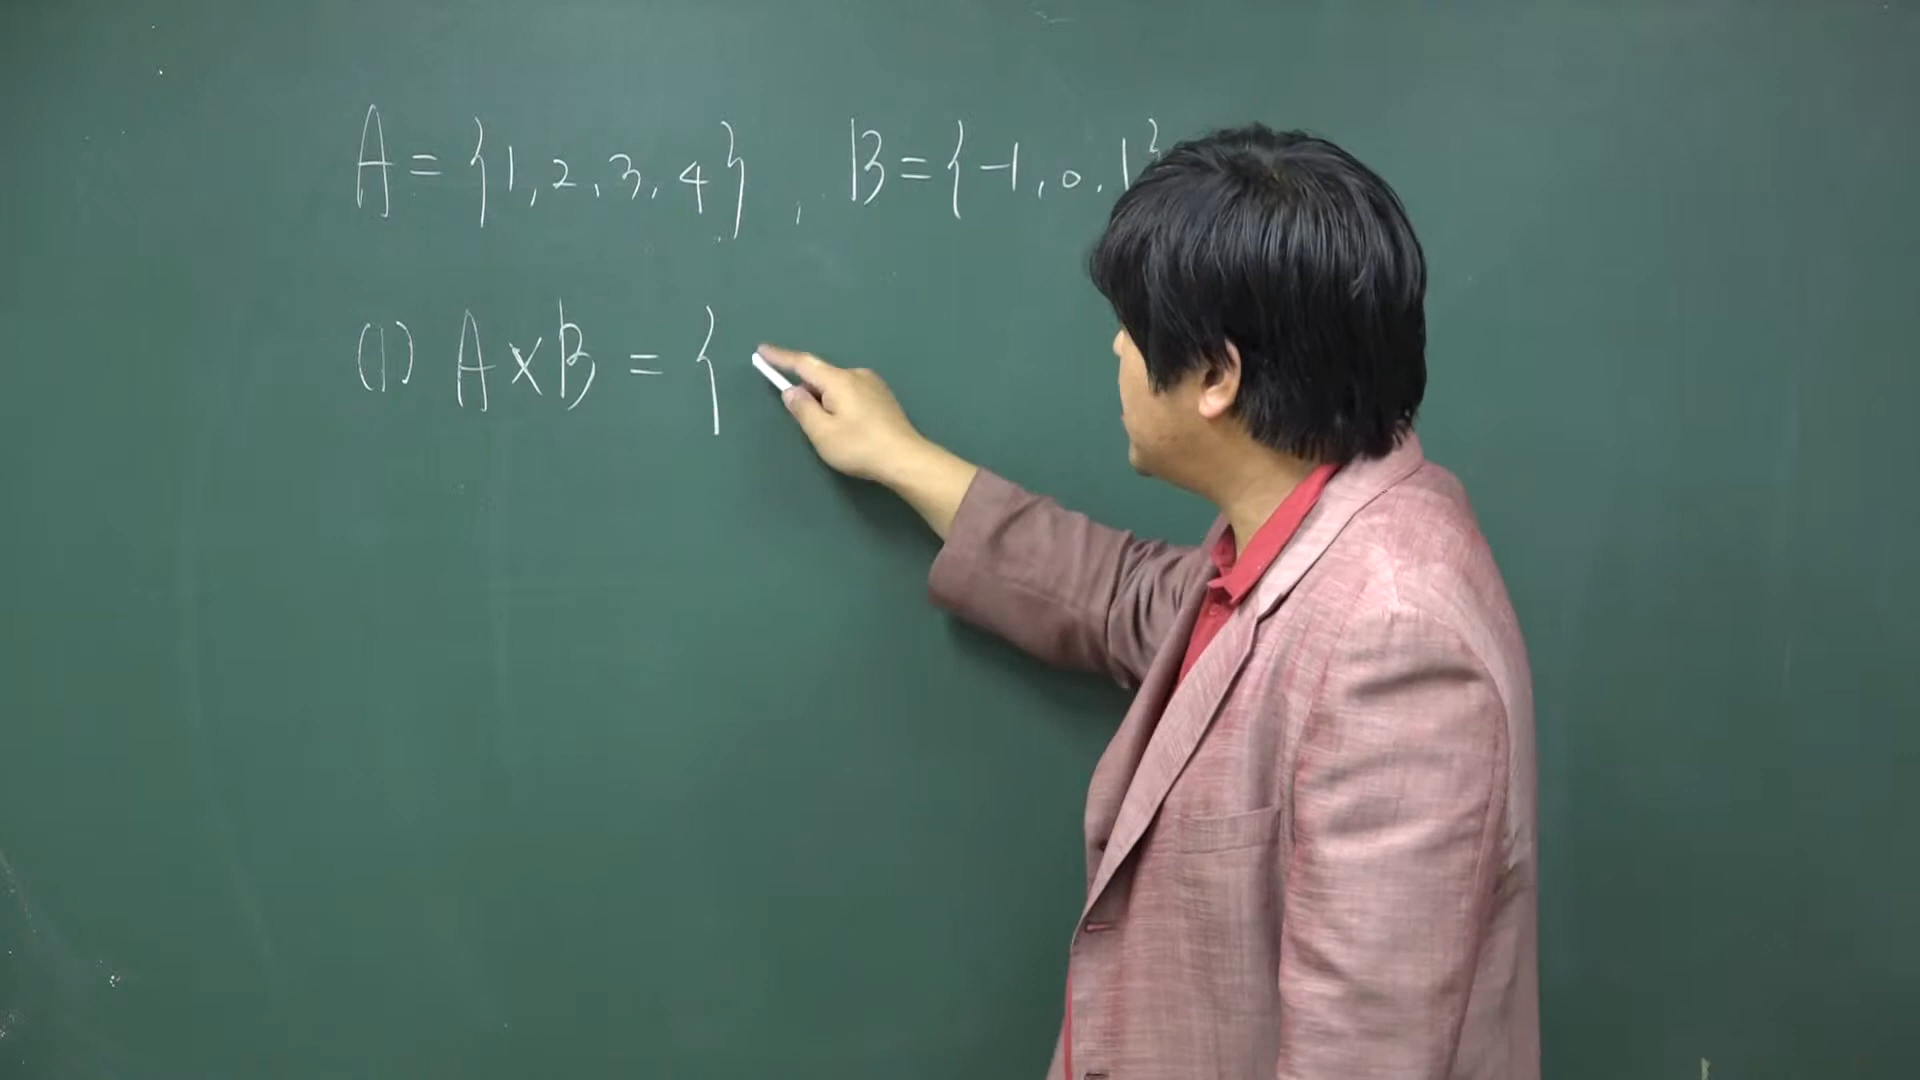 A = {1, 2, 3, 4} , B = {-1, 0, 1}
(1) A × B = {